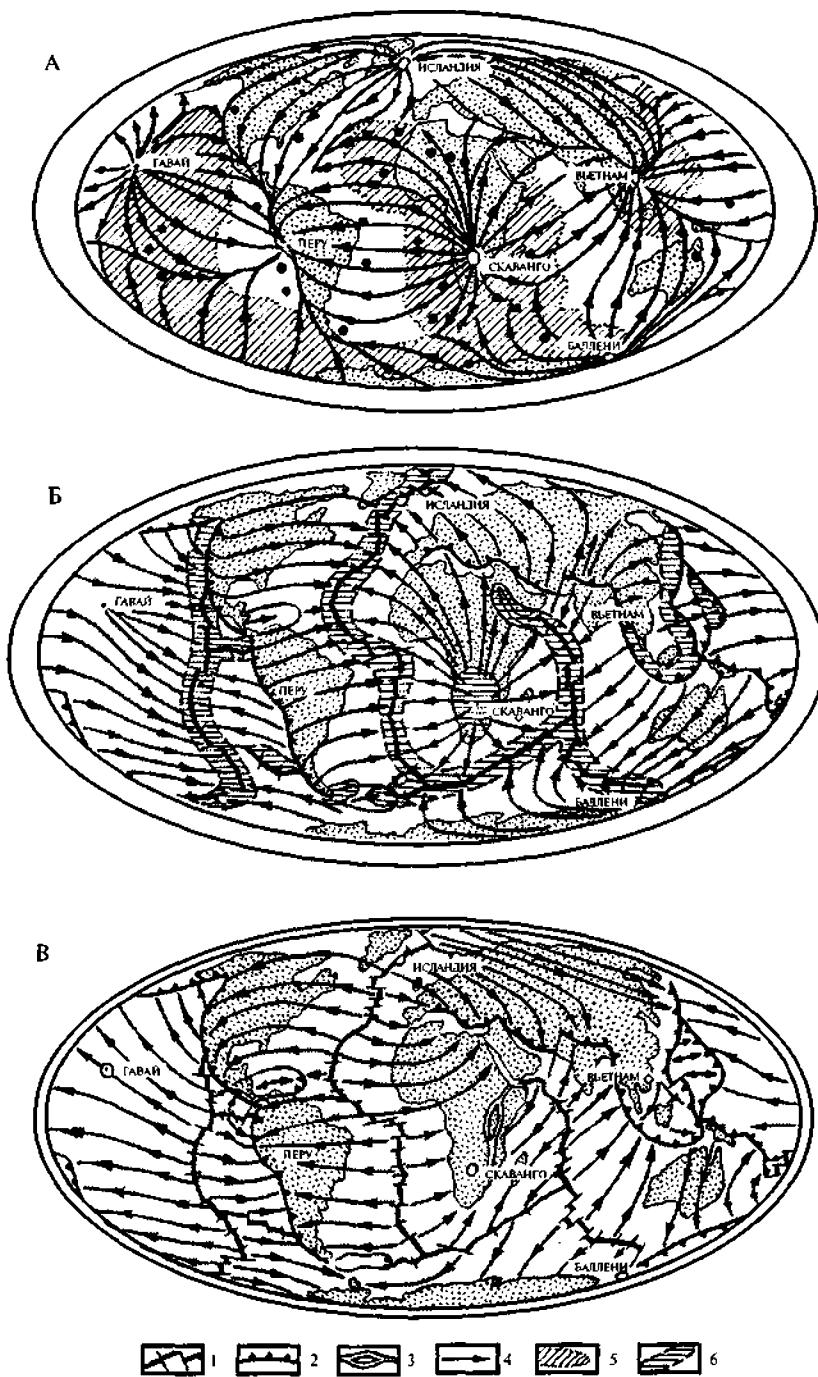 А
ИСЛАНДИЯ
ГАВАЙ
ВЬЕТНАМ
ПЕРУ
СКАВАНГО
БАЛЛЕНИ
Б
ИСЛАНДИЯ
ГАВАЙ
ВЬЕТНАМ
ПЕРУ
СКАВАНГО
БАЛЛЕНИ
В
ИСЛАНДИЯ
ГАВАЙ
ВЬЕТНАМ
ПЕРУ
СКАВАНГО
БАЛЛЕНИ
1 2 3 4 5 6